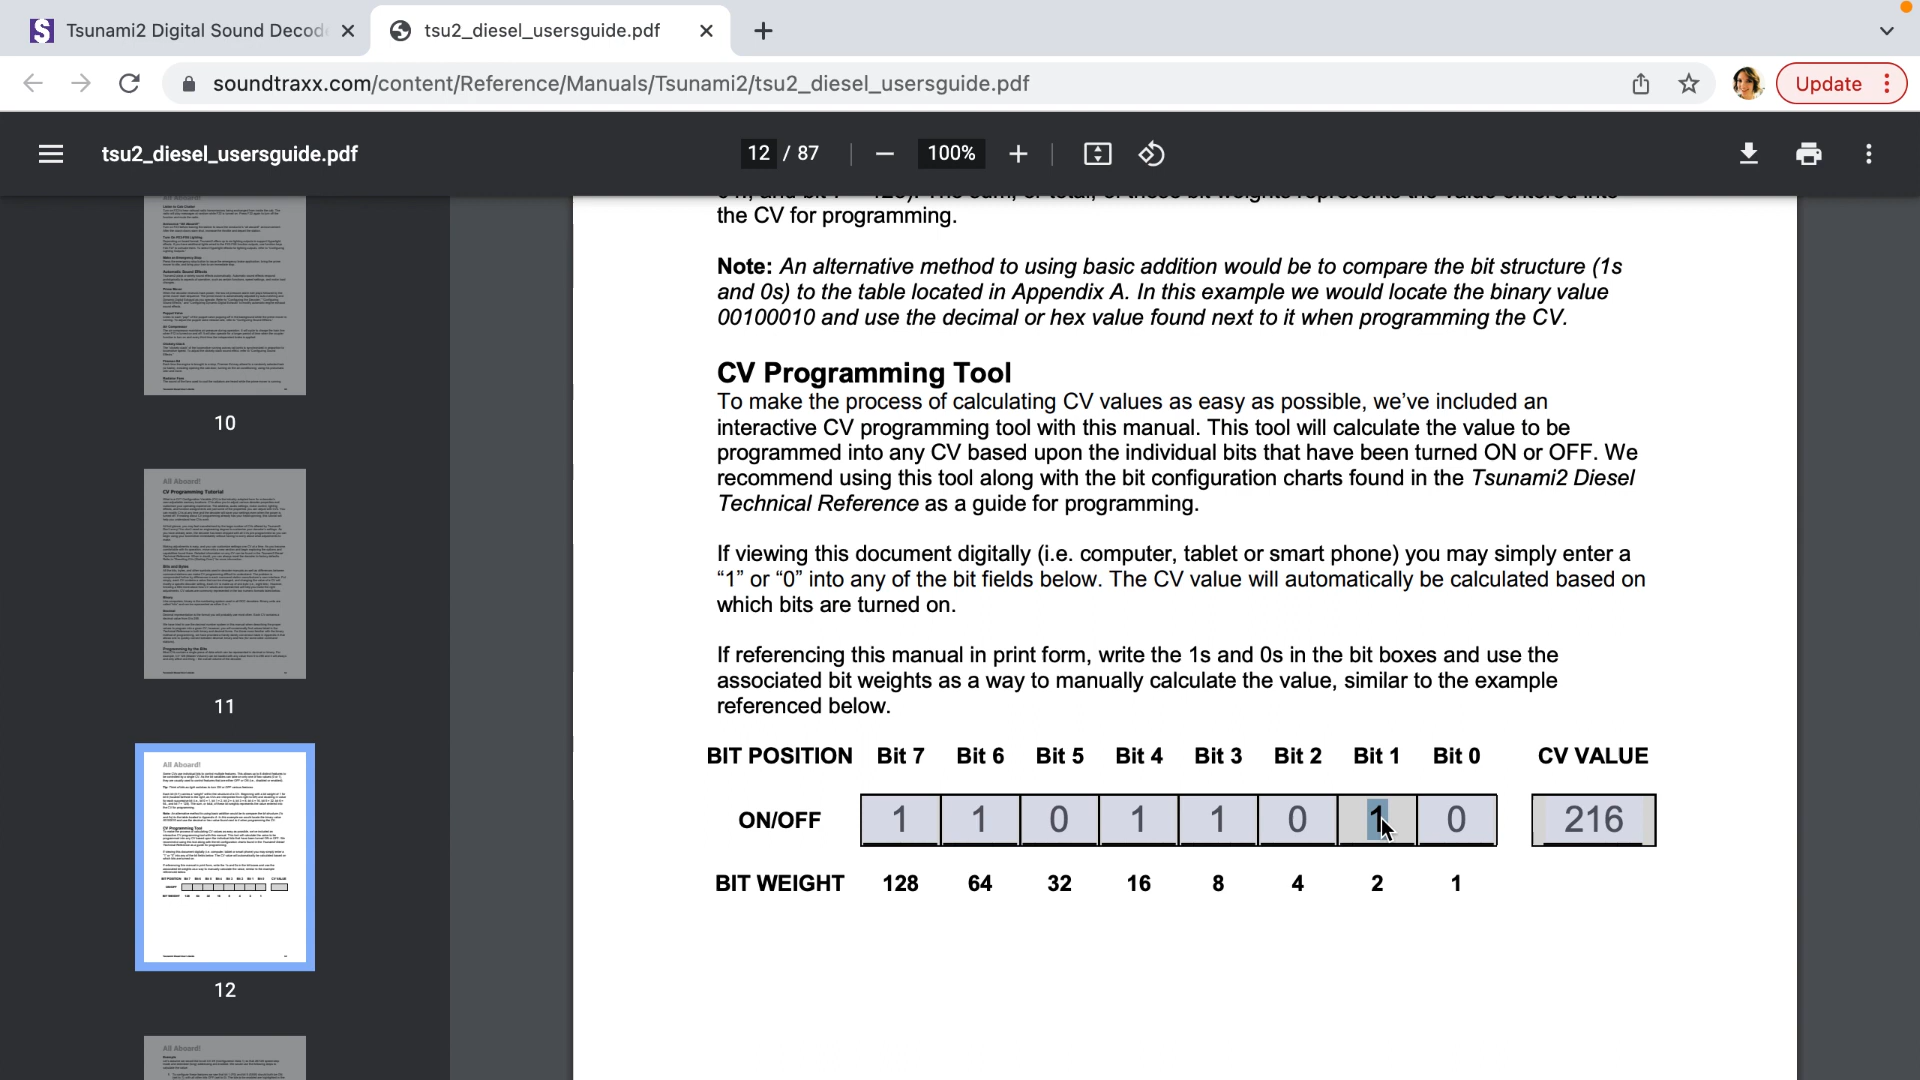 Tsunami2 Digital Sound Decod
tsu2_diesel_usersguide.pdf
soundtraxx.com/content/Reference/Manuals/Tsunami2/tsu2_diesel_usersguide.pdf
Update
tsu2_diesel_usersguide.pdf
12 / 87
100%
10
All Aboard!
CV Programming Tutorial
11
All Aboard!
12
All Aboard!
the CV for programming.
Note: An alternative method to using basic addition would be to compare the bit structure (1s
and 0s) to the table located in Appendix A. In this example we would locate the binary value
00100010 and use the decimal or hex value found next to it when programming the CV.
CV Programming Tool
To make the process of calculating CV values as easy as possible, we’ve included an
interactive CV programming tool with this manual. This tool will calculate the value to be
programmed into any CV based upon the individual bits that have been turned ON or OFF. We
recommend using this tool along with the bit configuration charts found in the Tsunami2 Diesel
Technical Reference as a guide for programming.
If viewing this document digitally (i.e. computer, tablet or smart phone) you may simply enter a
“1” or “0” into any of the bit fields below. The CV value will automatically be calculated based on
which bits are turned on.
If referencing this manual in print form, write the 1s and 0s in the bit boxes and use the
associated bit weights as a way to manually calculate the value, similar to the example
referenced below.
BIT POSITION Bit 7 Bit 6 Bit 5 Bit 4 Bit 3 Bit 2 Bit 1 Bit 0 CV VALUE
ON/OFF 1 1 0 1 1 0 1 0 216
BIT WEIGHT 128 64 32 16 8 4 2 1